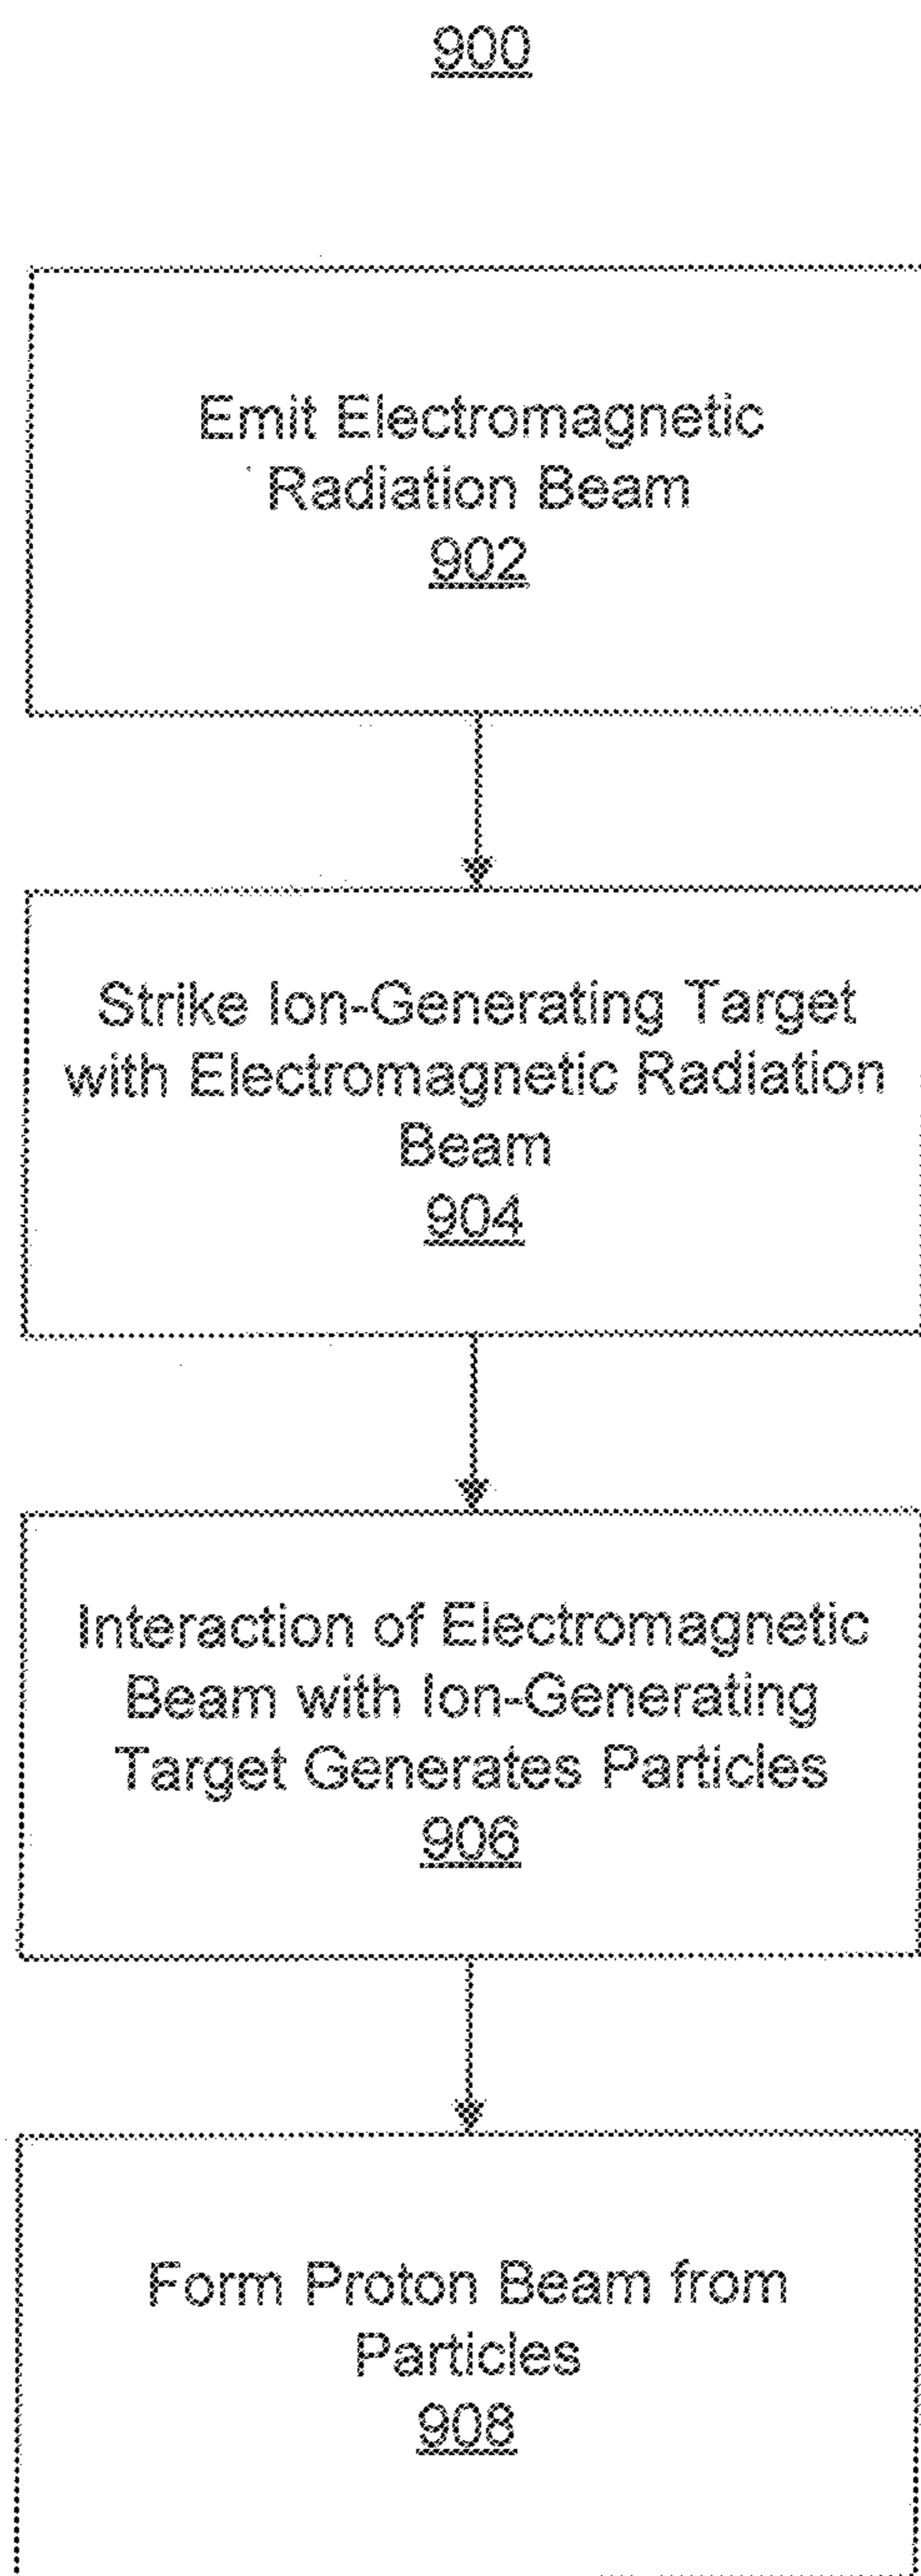 900
Emit Electromagnetic
Radiation Beam
902
Strike Ion-Generating Target
with Electromagnetic Radiation
Beam
904
Interaction of Electromagnetic
Beam with Ion-Generating
Target Generates Particles
906
Form Proton Beam from
Particles
908